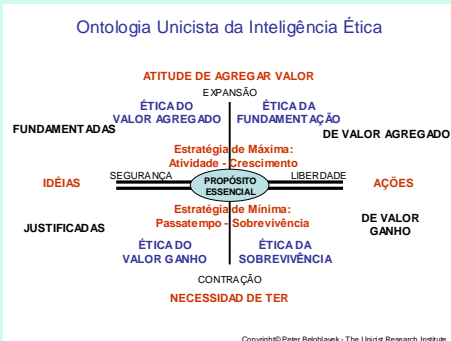 Ontologia Unicista da Inteligência Ética
ATITUDE DE AGREGAR VALOR
EXPANSÃO
ÉTICA DO
VALOR AGREGADO
ÉTICA DA
FUNDAMENTAÇÃO
FUNDAMENTADAS
DE VALOR AGREGADO
Estratégia de Máxima:
Atividade - Crescimento
IDÉIAS
SEGURANÇA
PROPÓSITO
ESSENCIAL
LIBERDADE
AÇÕES
Estratégia de Mínima:
Passatempo - Sobrevivência
JUSTIFICADAS
DE VALOR
GANHO
ÉTICA DO
VALOR GANHO
ÉTICA DA
SOBREVIVÊNCIA
CONTRAÇÃO
NECESSIDAD DE TER
Copyright© Peter Belohlavek - The Unicist Research Institute